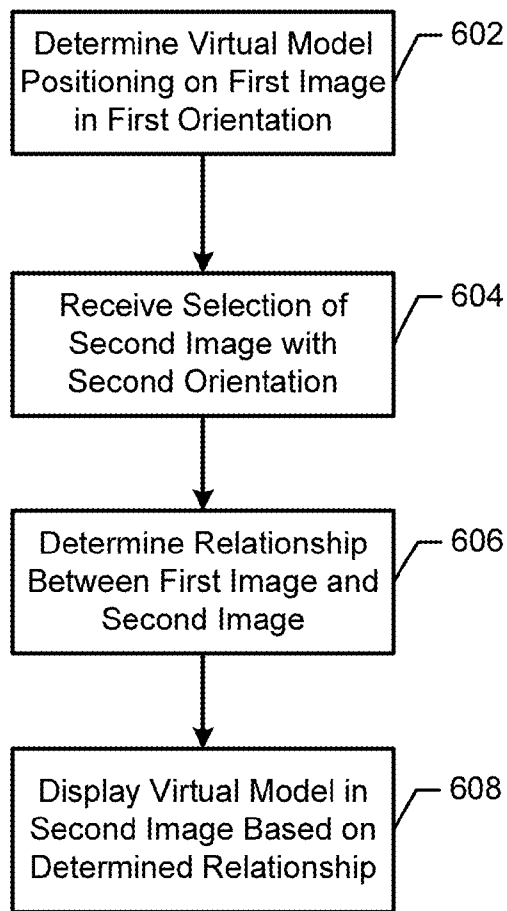 Determine Virtual Model
Positioning on First Image
in First Orientation
602
Receive Selection of
Second Image with
Second Orientation
604
Determine Relationship
Between First Image and
Second Image
606
Display Virtual Model in
Second Image Based on
Determined Relationship
608